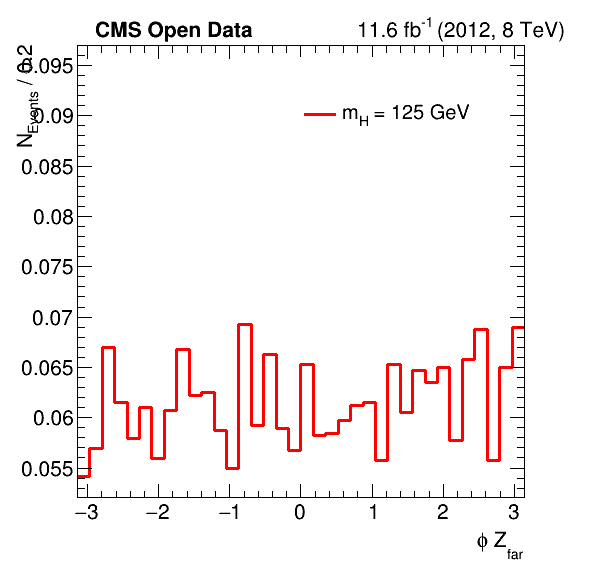 CMS Open Data 11.6 fb-1 (2012, 8 TeV)
NEvents / 0.2
mH = 125 GeV
0.095
0.09
0.085
0.08
0.075
0.07
0.065
0.06
0.055
−3 −2 −1 0 1 2 3
ϕ Zfar